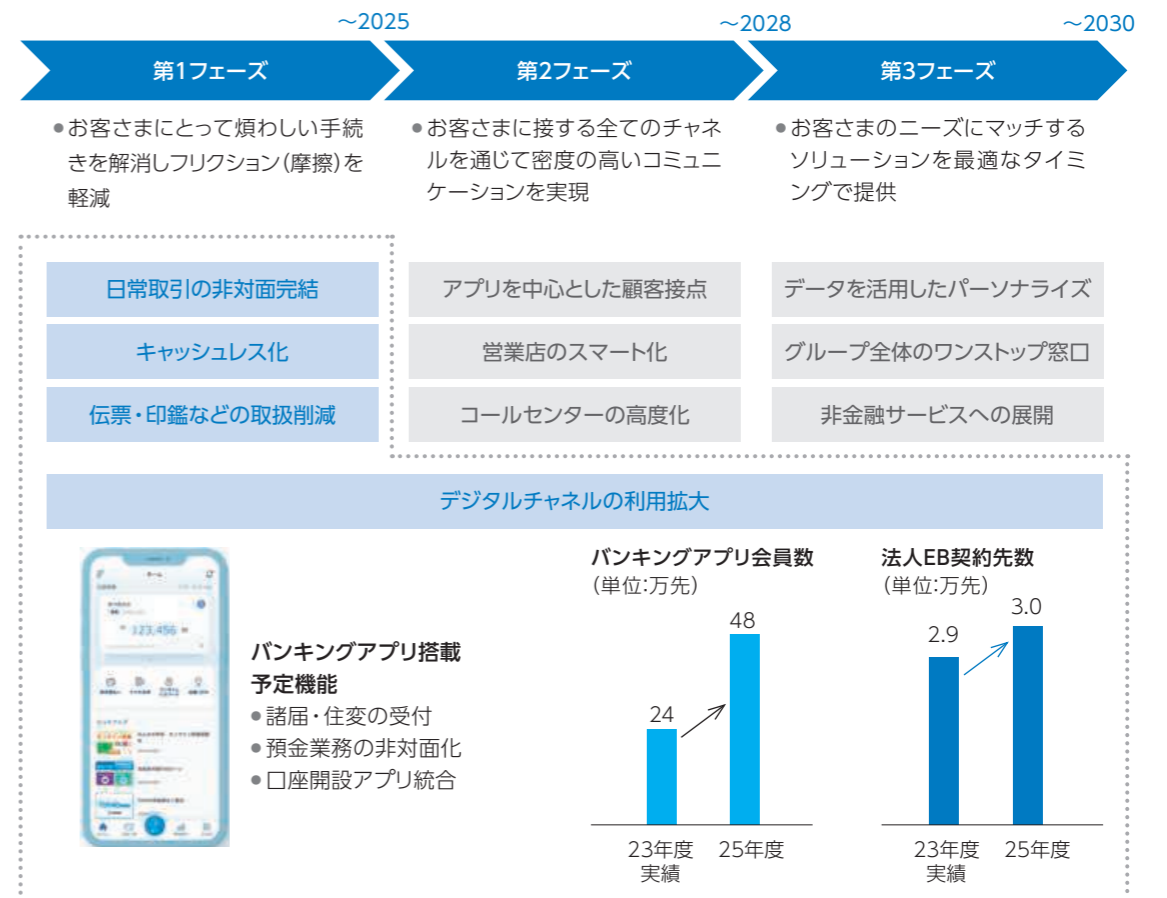 ～2025
～2028
～2030
第1フェーズ
第2フェーズ
第3フェーズ
●お客さまにとって煩わしい手続
きを解消しフリクション（摩擦）を
軽減
●お客さまに接する全てのチャネ
ルを通じて密度の高いコミュニ
ケーションを実現
●お客さまのニーズにマッチする
ソリューションを最適なタイミ
ングで提供
日常取引の非対面完結
アプリを中心とした顧客接点
データを活用したパーソナライズ
キャッシュレス化
営業店のスマート化
グループ全体のワンストップ窓口
伝票・印鑑などの取扱削減
コールセンターの高度化
非金融サービスへの展開
デジタルチャネルの利用拡大
ホーム
123,456
バンキングアプリ搭載
予定機能
●諸届・住変の受付
●預金業務の非対面化
●口座開設アプリ統合
バンキングアプリ会員数
（単位:万先）
24
48
23年度
実績
25年度
法人EB契約先数
（単位:万先）
2.9
3.0
23年度
実績
25年度